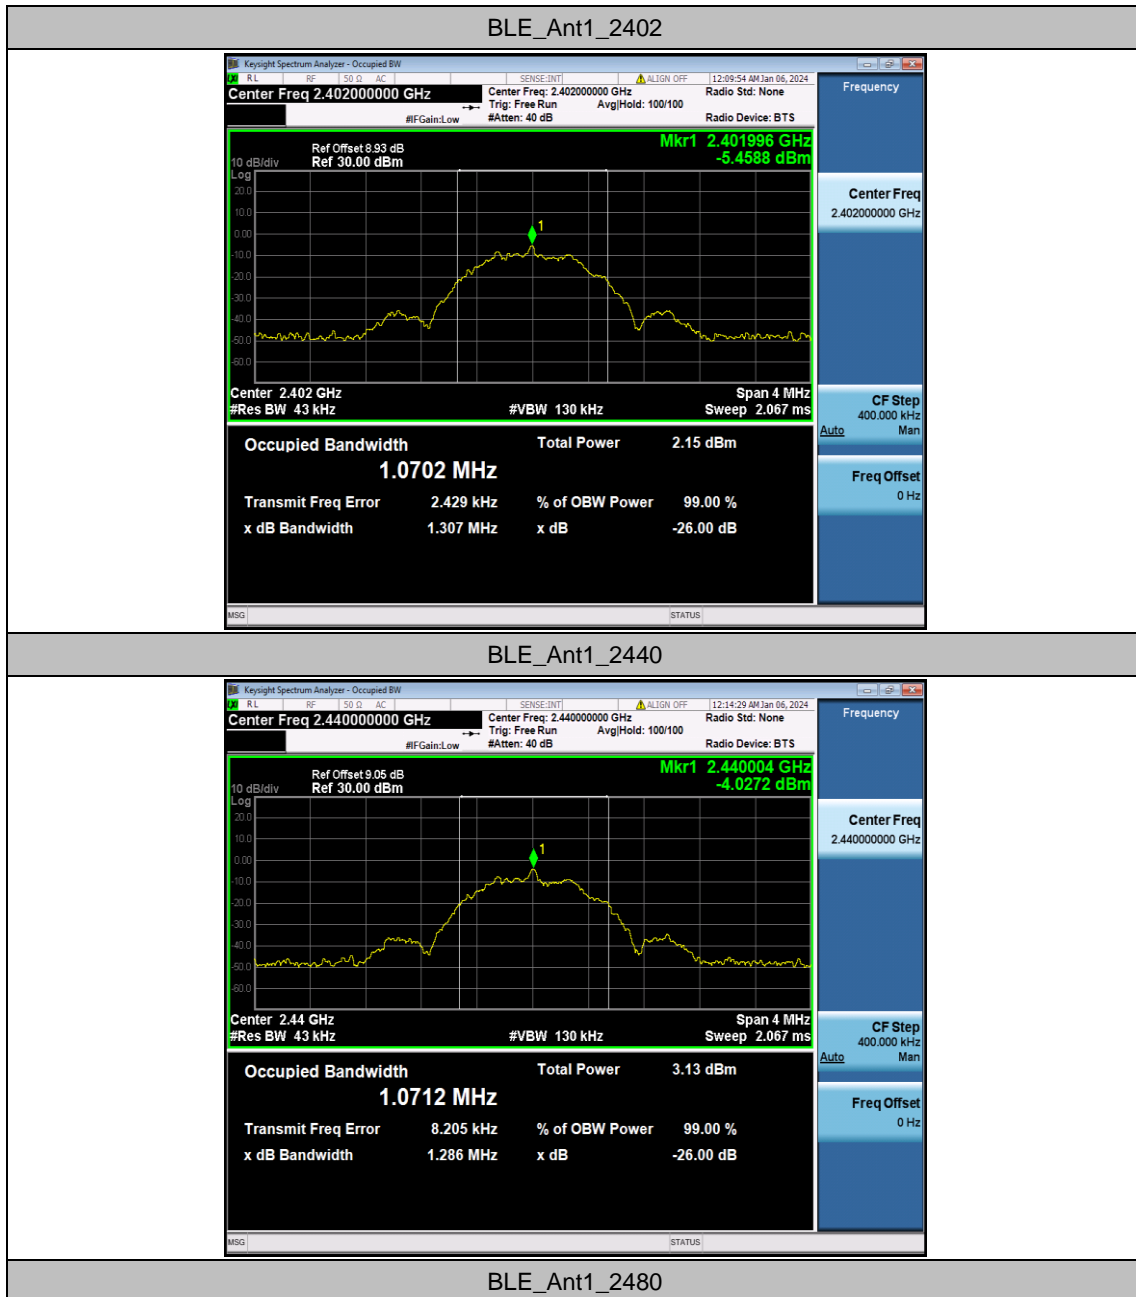 BLE_Ant1_2402
Keysight Spectrum Analyzer - Occupied BW
LXI RL RF 50 Ω AC SENSE:INT ALIGN OFF 12:09:54 AM Jan 06, 2024
Center Freq 2.402000000 GHz Center Freq: 2.402000000 GHz Radio Std: None Frequency
Trig: Free Run Avg|Hold: 100/100
#IFGain:Low #Atten: 40 dB Radio Device: BTS
Mkr1 2.401996 GHz
Ref Offset 8.93 dB -5.4588 dBm
10 dB/div Ref 30.00 dBm
Log
20.0
10.0
0.00
-10.0
-20.0
-30.0
-40.0
-50.0
-60.0
1
Center Freq
2.402000000 GHz
Center 2.402 GHz Span 4 MHz
#Res BW 43 kHz #VBW 130 kHz Sweep 2.067 ms
CF Step
400.000 kHz
Auto Man
Occupied Bandwidth Total Power 2.15 dBm
1.0702 MHz
Freq Offset
0 Hz
Transmit Freq Error 2.429 kHz % of OBW Power 99.00 %
x dB Bandwidth 1.307 MHz x dB -26.00 dB
MSG STATUS
BLE_Ant1_2440
Keysight Spectrum Analyzer - Occupied BW
LXI RL RF 50 Ω AC SENSE:INT ALIGN OFF 12:14:29 AM Jan 06, 2024
Center Freq 2.440000000 GHz Center Freq: 2.440000000 GHz Radio Std: None Frequency
Trig: Free Run Avg|Hold: 100/100
#IFGain:Low #Atten: 40 dB Radio Device: BTS
Mkr1 2.440004 GHz
Ref Offset 9.05 dB -4.0272 dBm
10 dB/div Ref 30.00 dBm
Log
20.0
10.0
0.00
-10.0
-20.0
-30.0
-40.0
-50.0
-60.0
1
Center Freq
2.440000000 GHz
Center 2.44 GHz Span 4 MHz
#Res BW 43 kHz #VBW 130 kHz Sweep 2.067 ms
CF Step
400.000 kHz
Auto Man
Occupied Bandwidth Total Power 3.13 dBm
1.0712 MHz
Freq Offset
0 Hz
Transmit Freq Error 8.205 kHz % of OBW Power 99.00 %
x dB Bandwidth 1.286 MHz x dB -26.00 dB
MSG STATUS
BLE_Ant1_2480